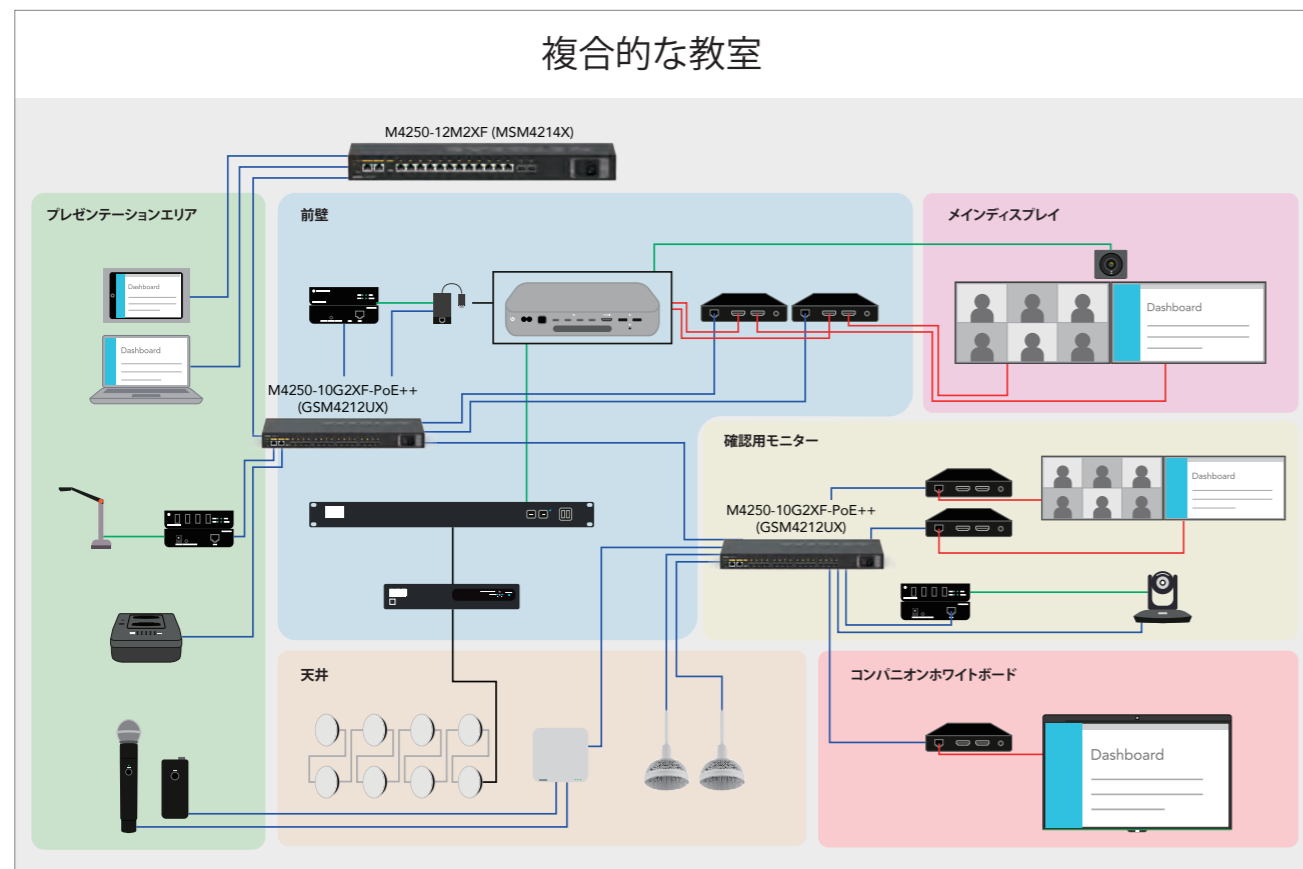 複合的な教室
M4250-12M2XF (MSM4214X)
プレゼンテーションエリア
前壁
メインディスプレイ
Dashboard
Dashboard
Dashboard
M4250-10G2XF-PoE++
(GSM4212UX)
確認用モニター
Dashboard
M4250-10G2XF-PoE++
(GSM4212UX)
天井
コンパニオンホワイトボード
Dashboard